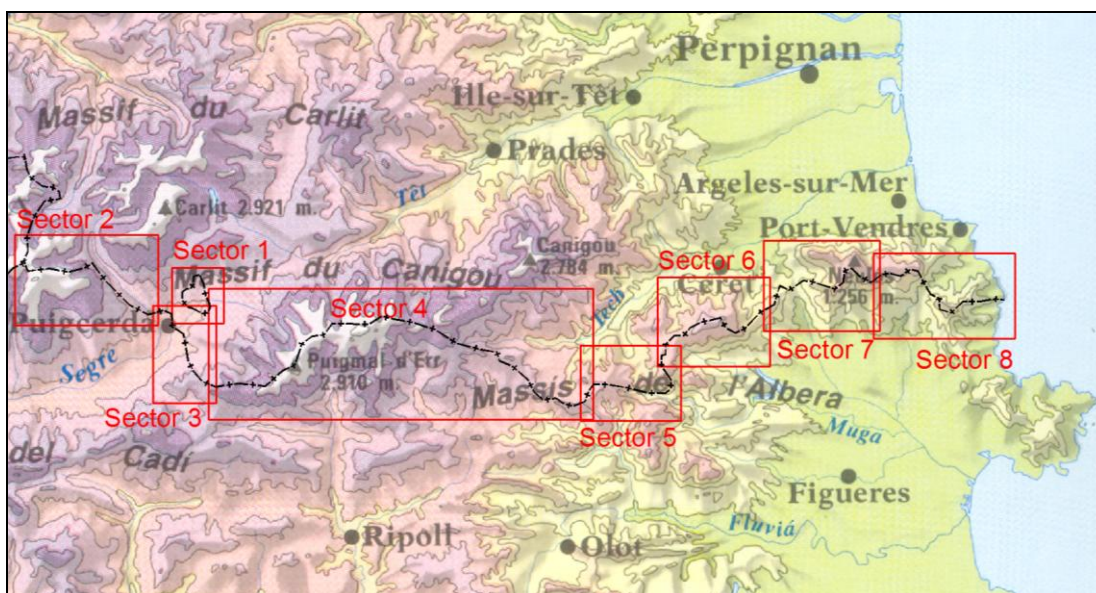 Perpignan
Ille-sur-Têt
Massif du Carlit
Prades
Têt
Argeles-sur-Mer
Carlit 2.921 m.
Port-Vendres
Sector 2
Sector 1
Canigou
2.784 m.
Sector 6
Massif du Canigou
Céret
1.256 m.
Tech
Sector 4
Puigcerda
Sector 7
Sector 8
Segre
Puigmal d'Err
2.910 m.
Massis de l'Albera
Sector 3
Sector 5
Muga
del Cadí
Figueres
Fluviá
Ripoll
Olot